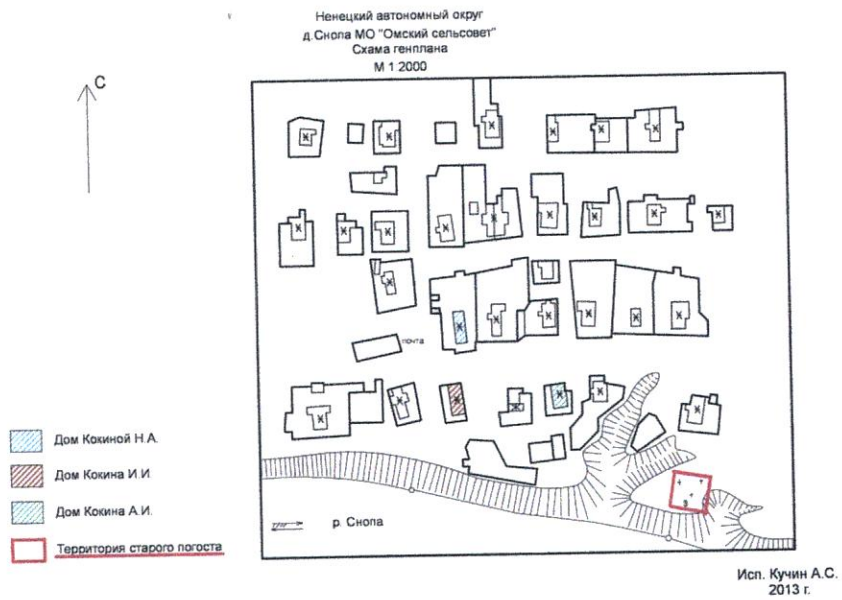 Ненецкий автономный округ
д.Снопа МО "Омский сельсовет"
Схама генплана
М 1 2000
С
почта
Дом Кокиной Н.А.
Дом Кокина И.И
Дом Кокина А.И.
Территория старого погоста
р. Снопа
Исп. Кучин А.С.
2013 г.